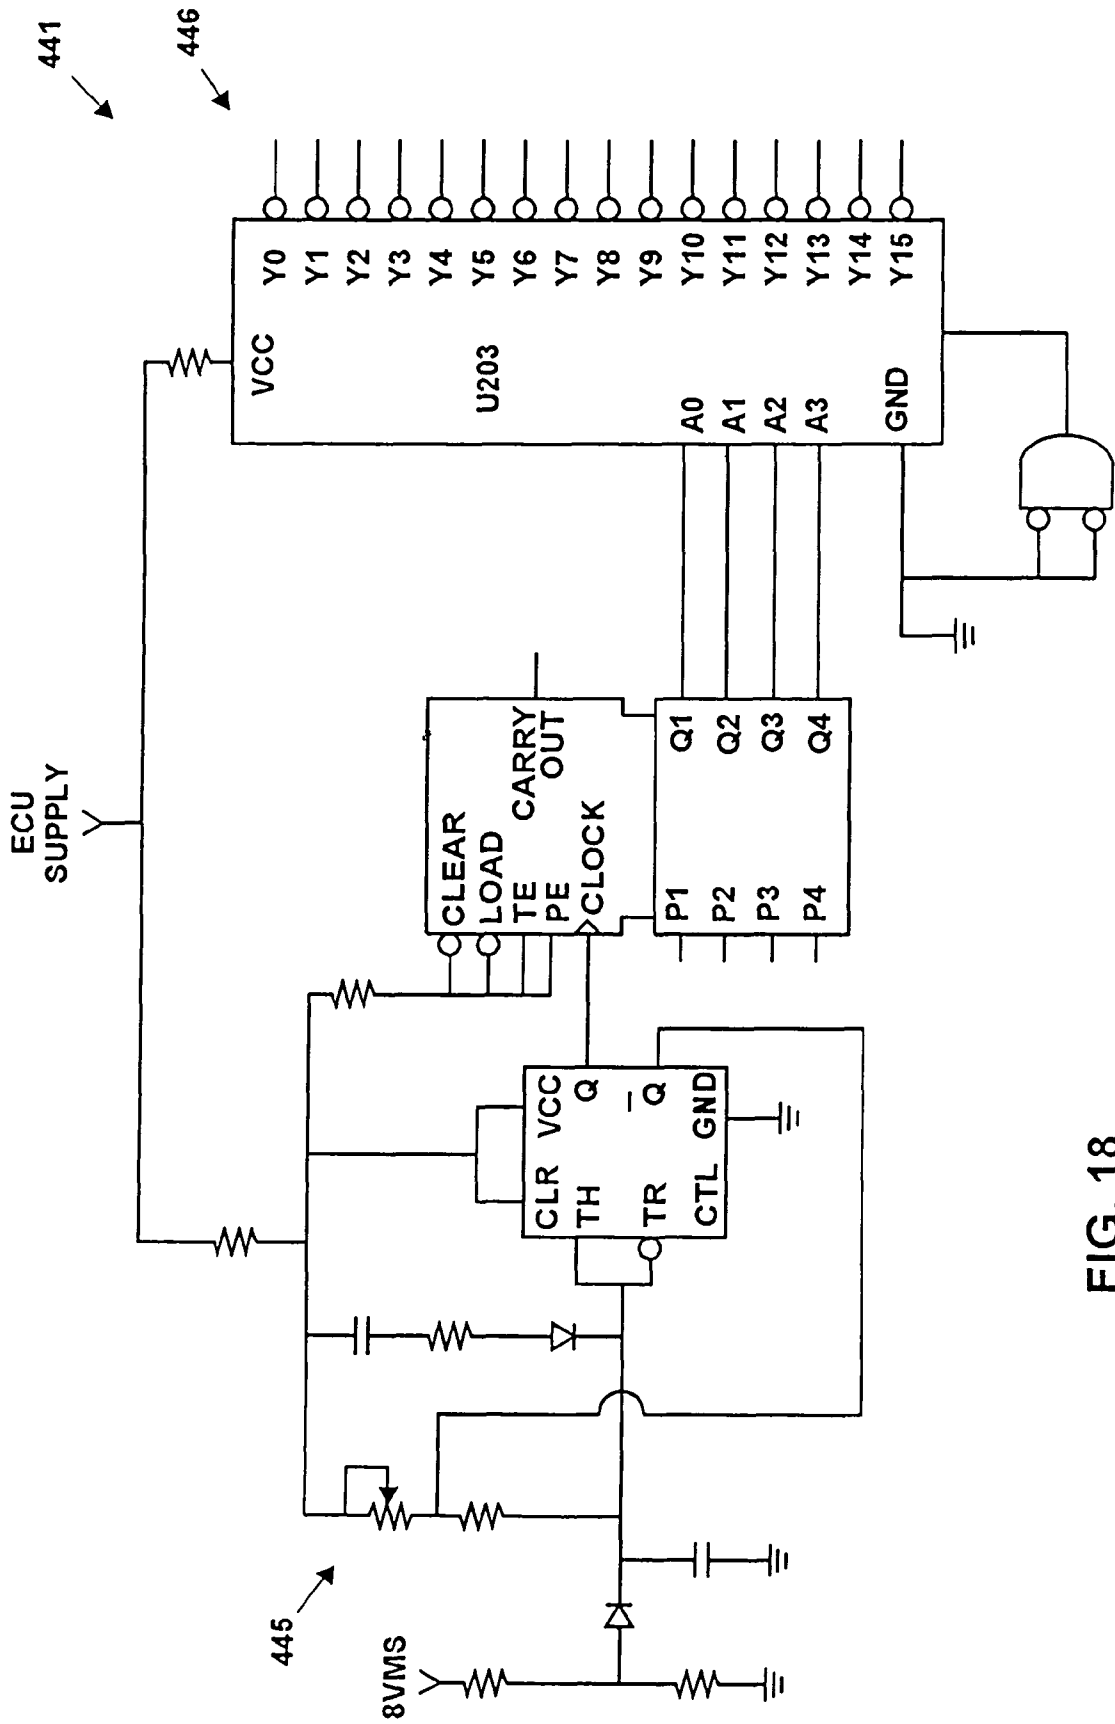 441
446
ECU
SUPPLY
VCC
U203
Y0
Y1
Y2
Y3
Y4
Y5
Y6
Y7
Y8
Y9
Y10
Y11
Y12
Y13
Y14
Y15
A0
A1
A2
A3
GND
CLEAR
LOAD
TE
PE
CLOCK
CARRY
OUT
P1
P2
P3
P4
Q1
Q2
Q3
Q4
CLR
VCC
TH
Q
TR
Q
CTL
GND
445
8VMS
FIG. 18